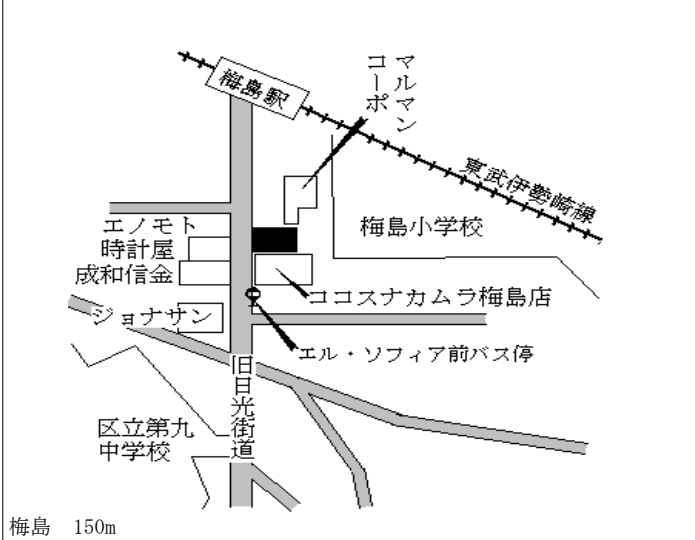 梅島駅
マルマン
コーポ
東武伊勢崎線
エノモト
時計屋
梅島小学校
成和信金
ココスナカムラ梅島店
ジョナサン
エル・ソフィア前バス停
旧日光街道
区立第九
中学校
梅島　150m